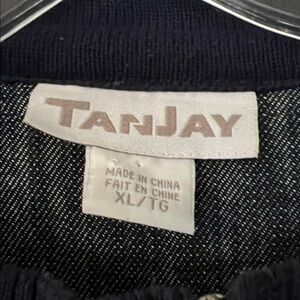 TANJAY
MADE IN CHINA
FAIT EN CHINE
XL/TG